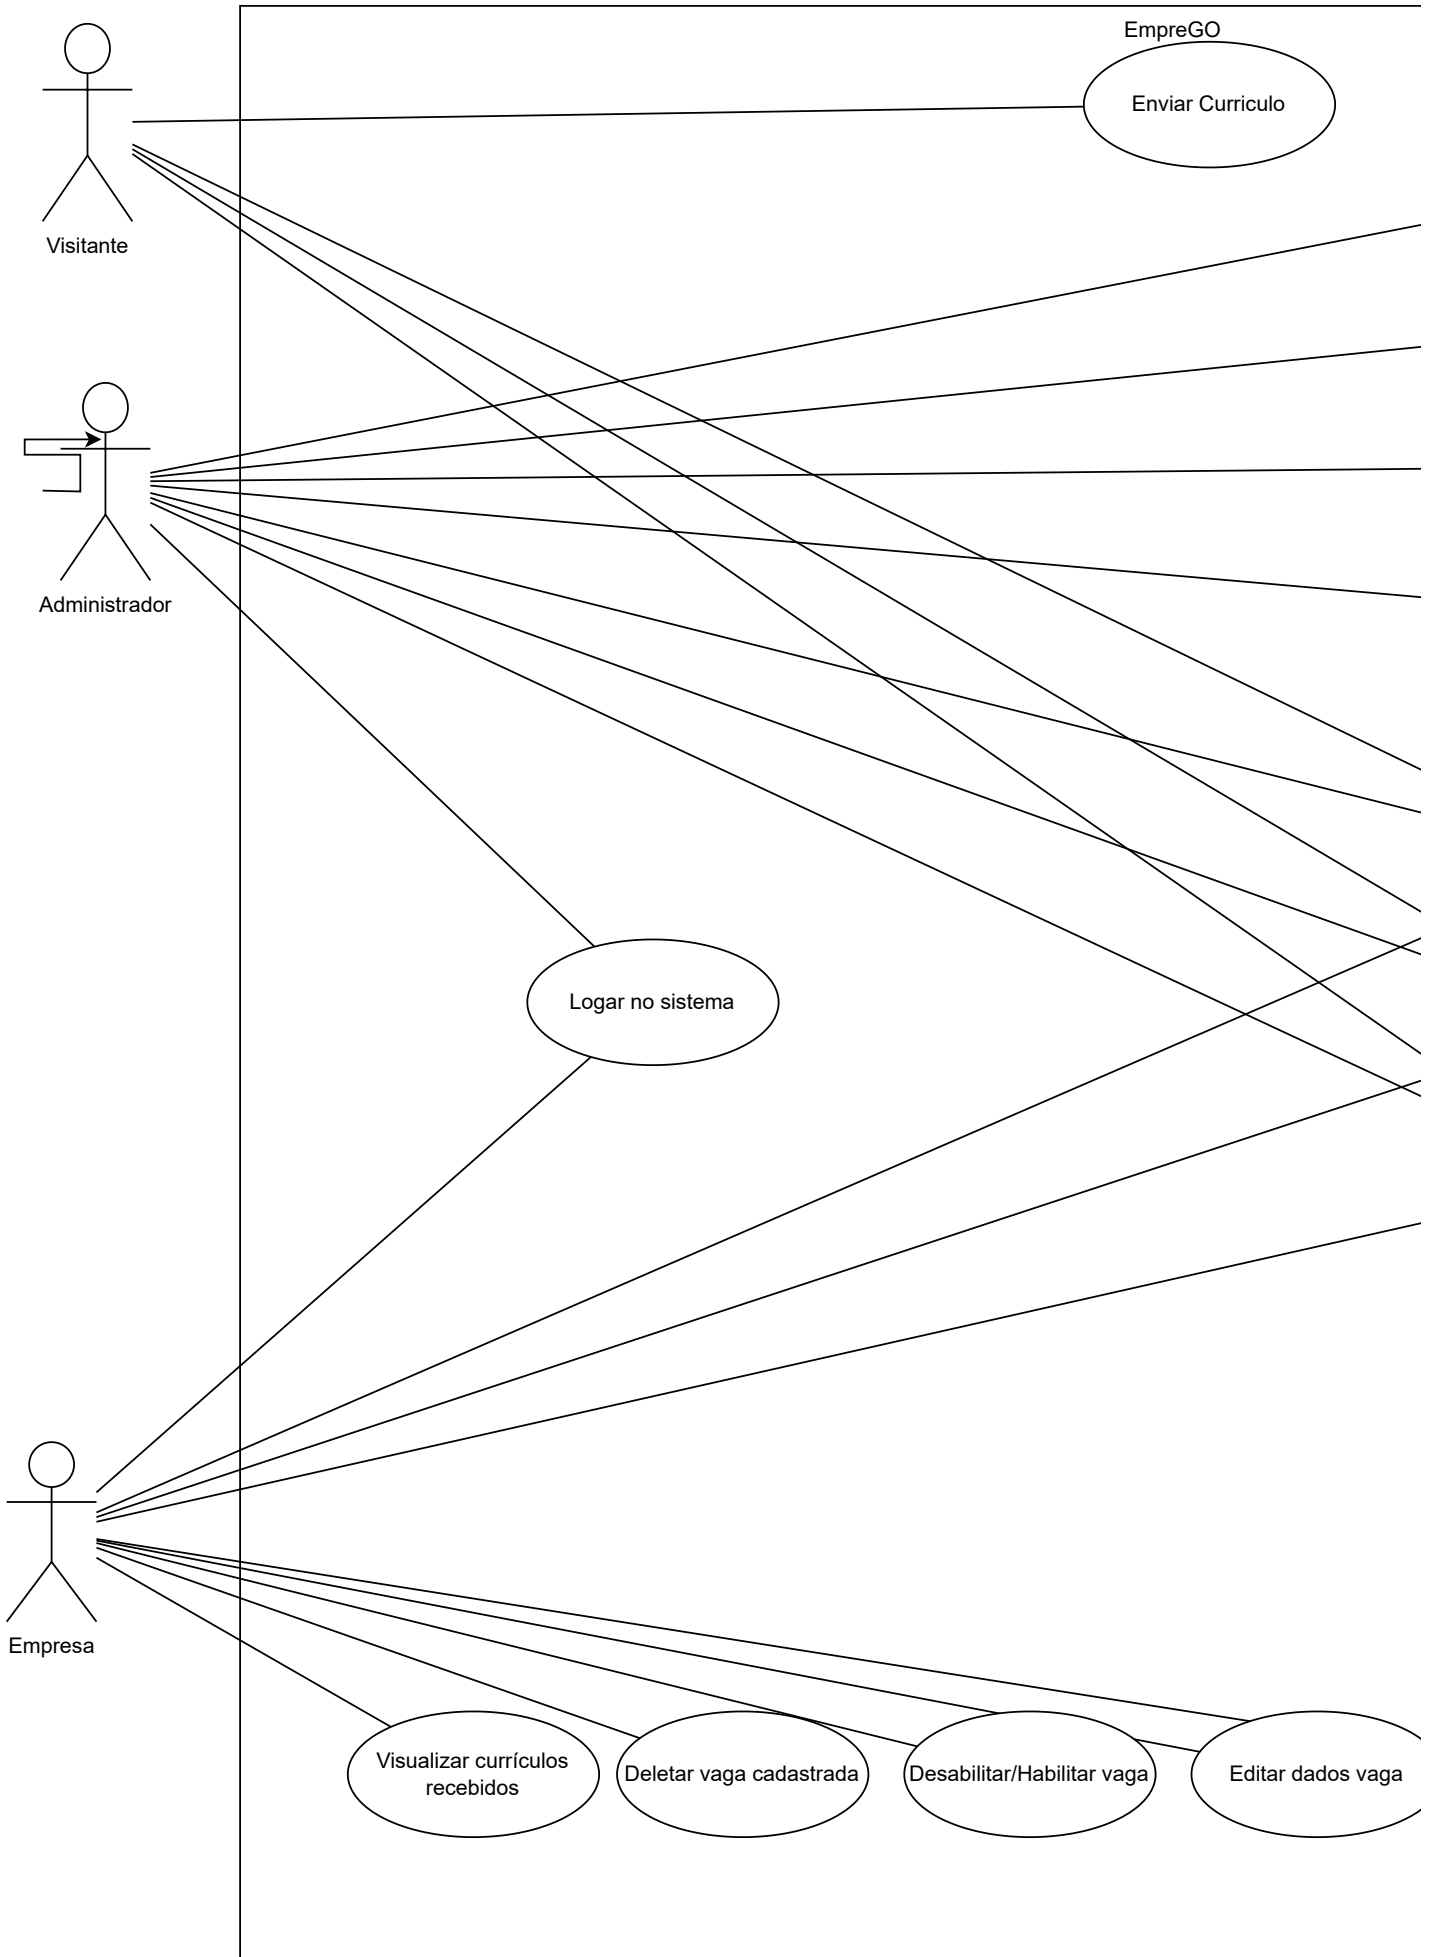 EmpreGO
Enviar Curriculo
Visitante
Administrador
Logar no sistema
Empresa
Visualizar currículos
recebidos
Deletar vaga cadastrada
Desabilitar/Habilitar vaga
Editar dados vaga